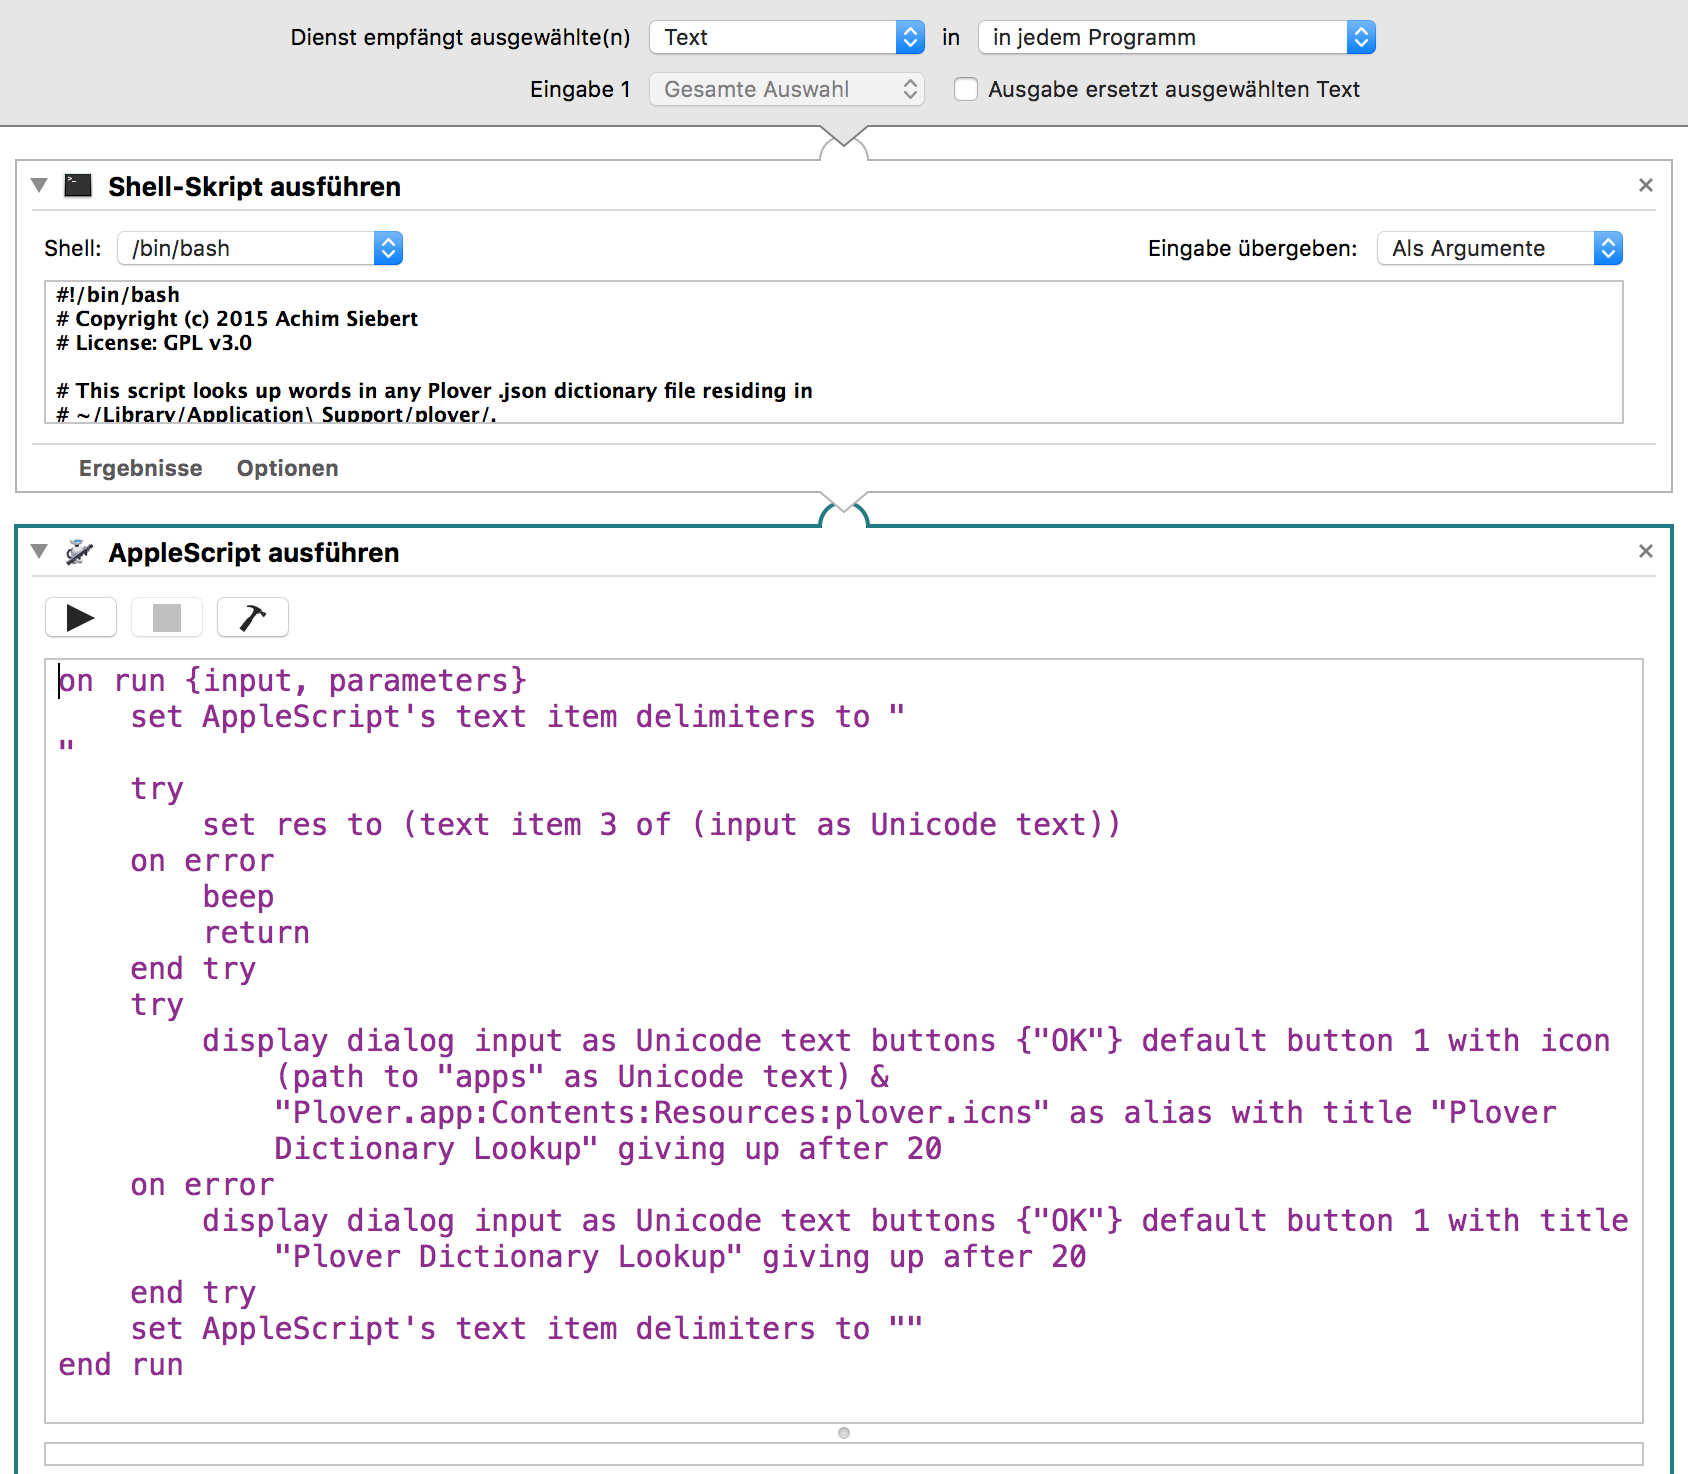 Dienst empfängt ausgewählte(n) Text in in jedem Programm
Eingabe 1 Gesamte Auswahl Ausgabe ersetzt ausgewählten Text
Shell-Skript ausführen
Shell: /bin/bash Eingabe übergeben: Als Argumente
#!/bin/bash
# Copyright (c) 2015 Achim Siebert
# License: GPL v3.0
# This script looks up words in any Plover .json dictionary file residing in
# ~/Library/Application\ Support/plover/.
Ergebnisse Optionen
AppleScript ausführen
on run {input, parameters}
set AppleScript's text item delimiters to "
"
try
set res to (text item 3 of (input as Unicode text))
on error
beep
return
end try
try
display dialog input as Unicode text buttons {"OK"} default button 1 with icon
(path to "apps" as Unicode text) &
"Plover.app:Contents:Resources:plover.icns" as alias with title "Plover
Dictionary Lookup" giving up after 20
on error
display dialog input as Unicode text buttons {"OK"} default button 1 with title
"Plover Dictionary Lookup" giving up after 20
end try
set AppleScript's text item delimiters to ""
end run